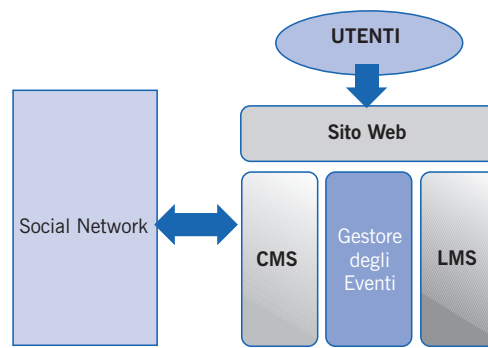 UTENTI
Sito Web
Social Network
CMS
Gestore
degli
Eventi
LMS